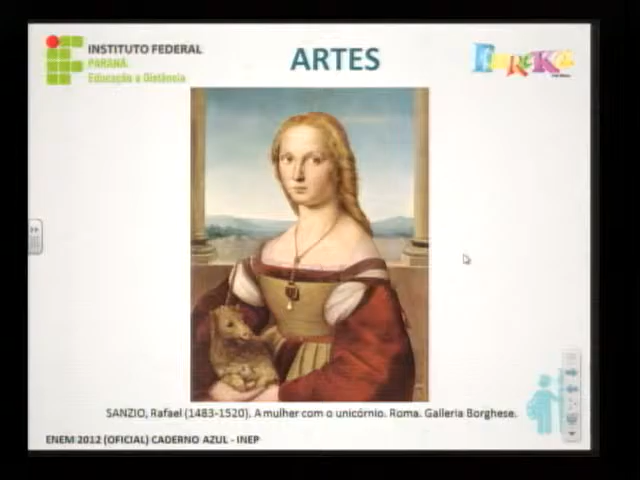 INSTITUTO FEDERAL
PARANÁ
Educação a Distância
ARTES
EUREKA
SANZIO, Rafael (1483-1520). A mulher com o unicórnio. Roma. Galleria Borghese.
ENEM 2012 (OFICIAL) CADERNO AZUL - INEP